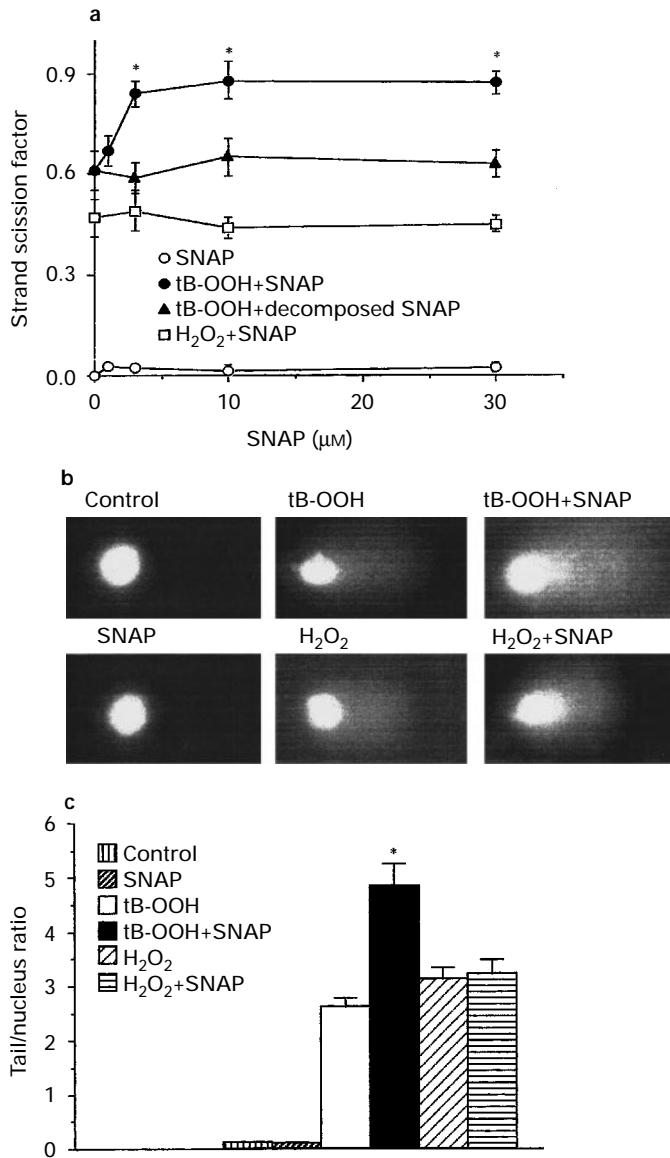 a
* * *
0.9
0.6
0.3
0.0
Strand scission factor
SNAP
tB-OOH+SNAP
tB-OOH+decomposed SNAP
H₂O₂+SNAP
0 10 20 30
SNAP (µM)
b
Control tB-OOH tB-OOH+SNAP
SNAP H₂O₂ H₂O₂+SNAP
c
6
5
4
3
2
1
0
Tail/nucleus ratio
*
Control
SNAP
tB-OOH
tB-OOH+SNAP
H₂O₂
H₂O₂+SNAP